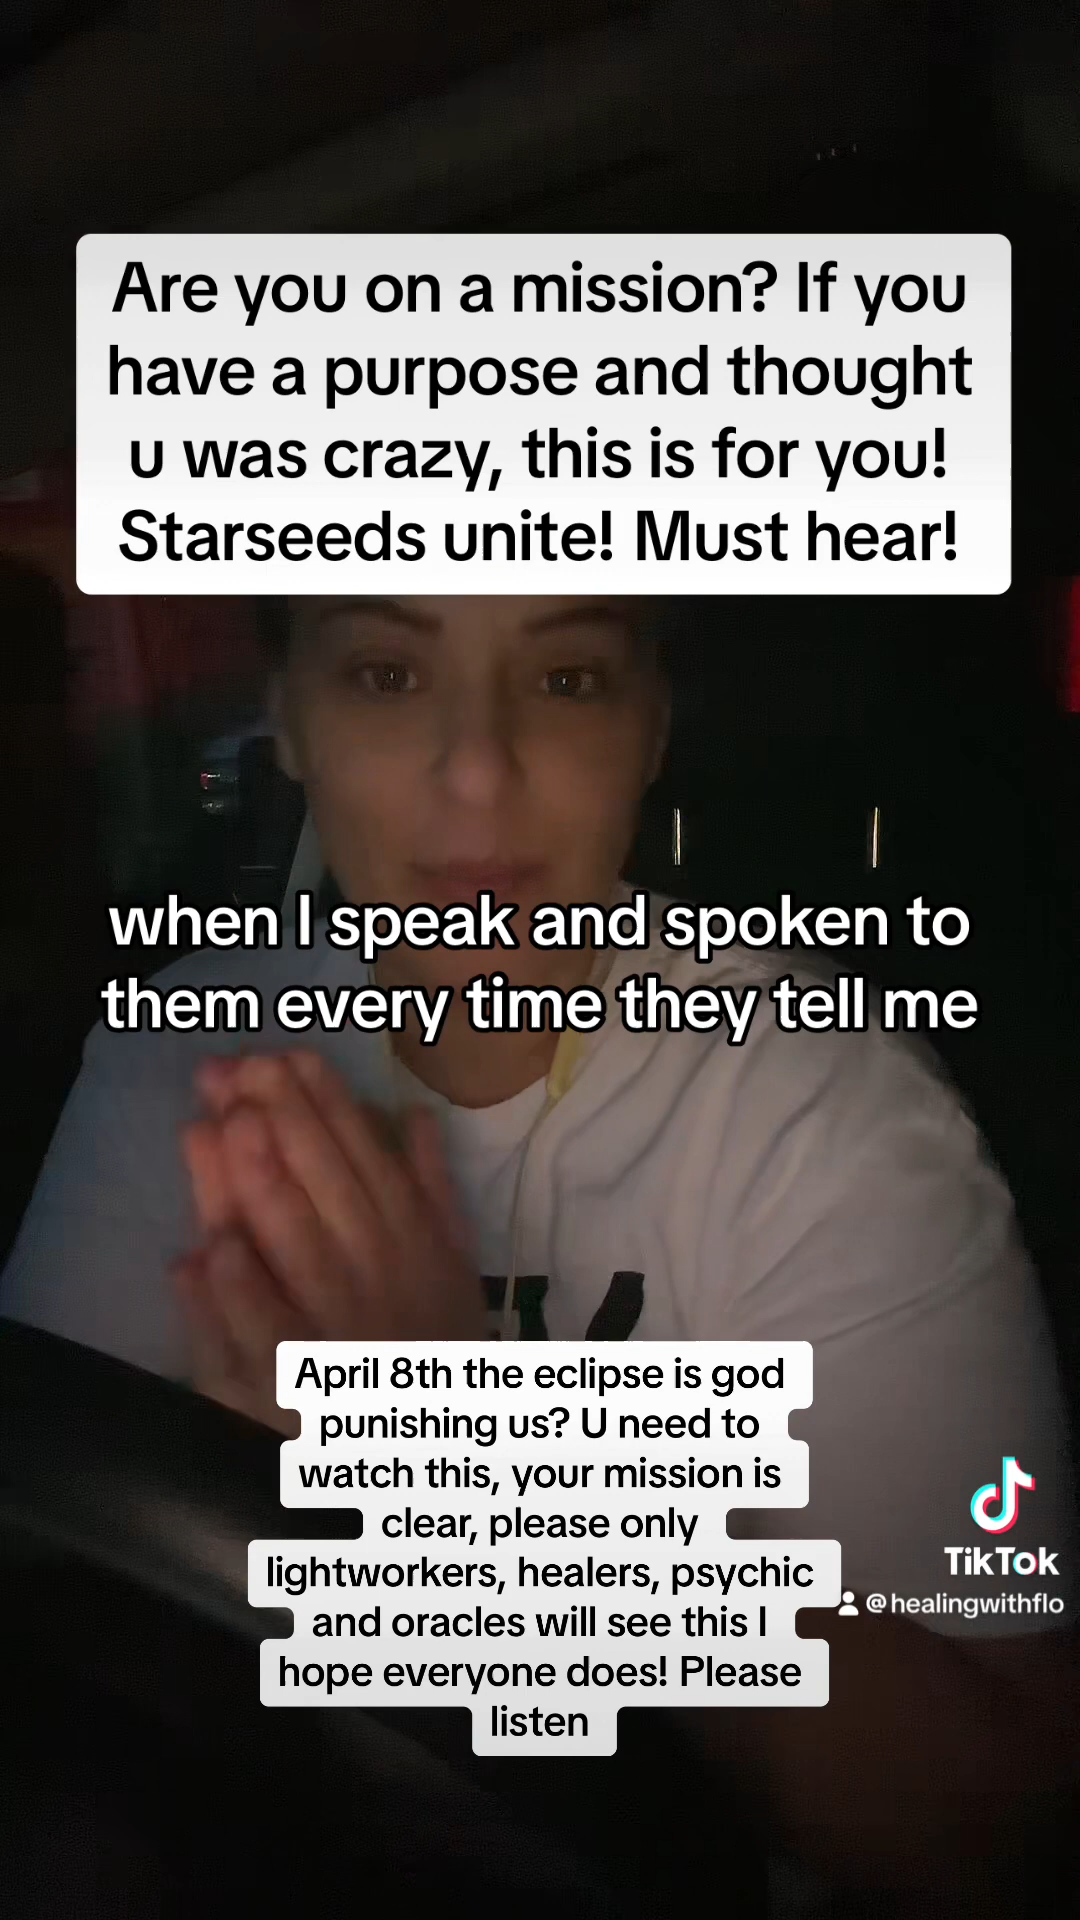 Are you on a mission? If you
have a purpose and thought
u was crazy, this is for you!
Starseeds unite! Must hear!
when I speak and spoken to
them every time they tell me
April 8th the eclipse is god
punishing us? U need to
watch this, your mission is
clear, please only
lightworkers, healers, psychic
and oracles will see this I
hope everyone does! Please
listen
TikTok
@healingwithflo